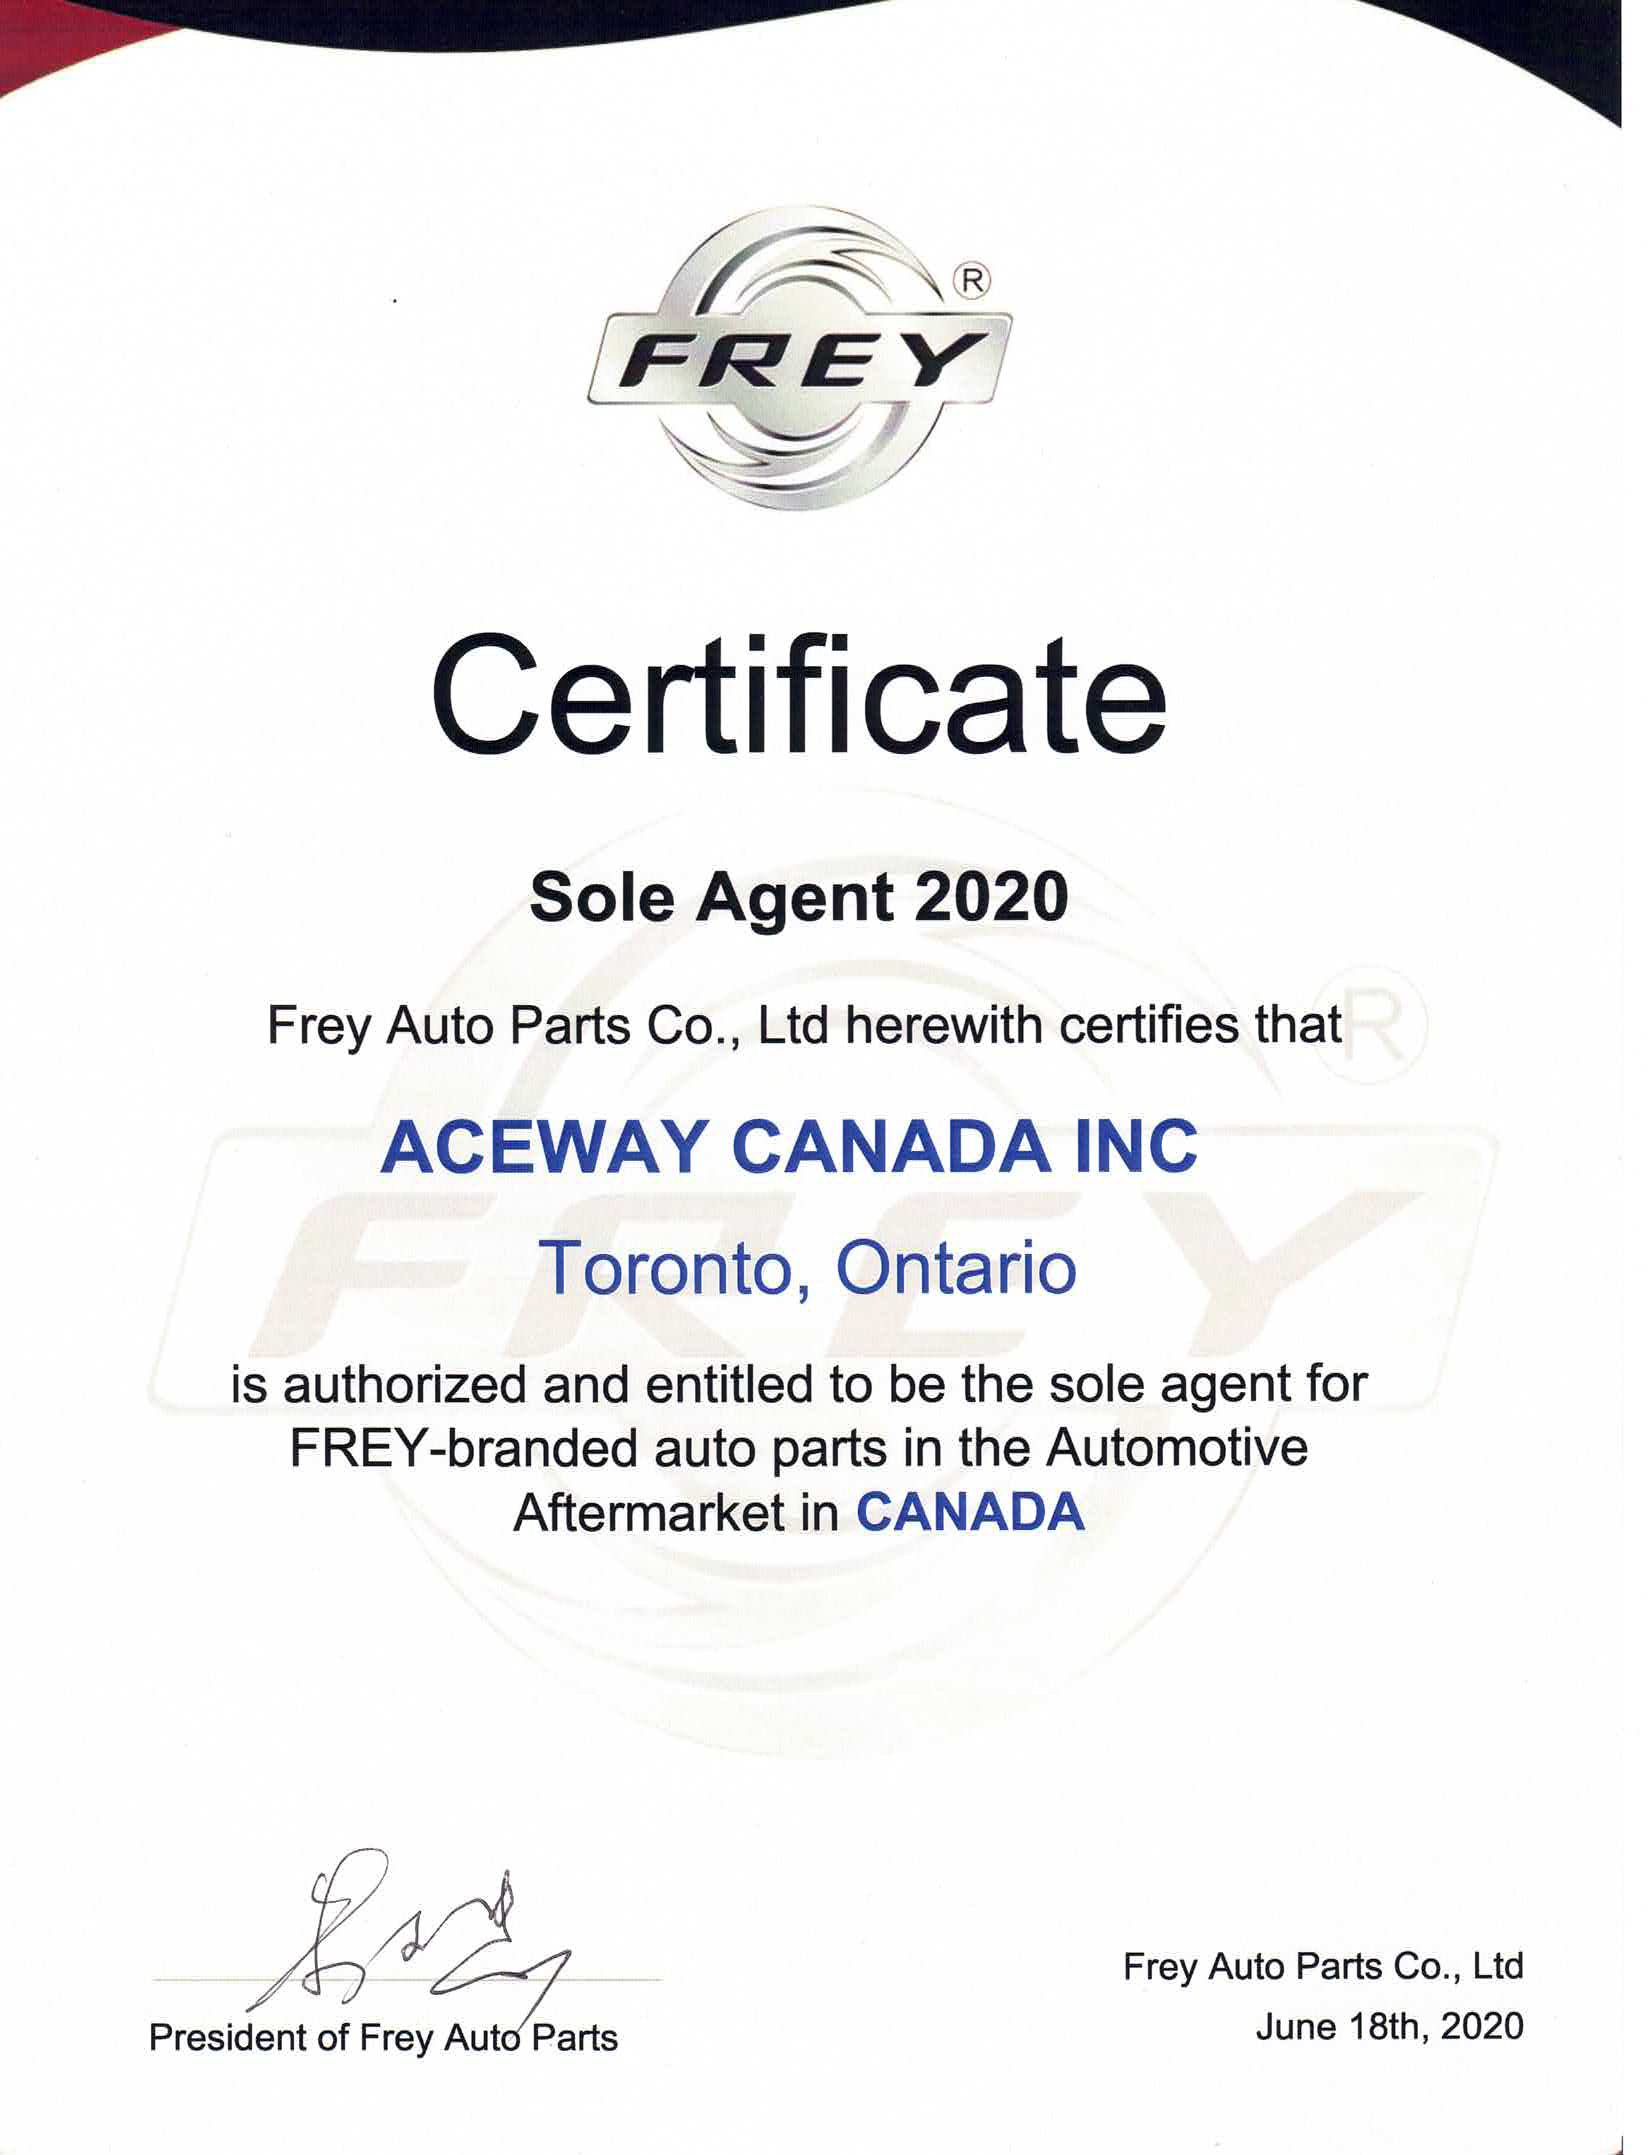 FREY ®
Certificate
Sole Agent 2020
Frey Auto Parts Co., Ltd herewith certifies that
ACEWAY CANADA INC
Toronto, Ontario
is authorized and entitled to be the sole agent for
FREY-branded auto parts in the Automotive
Aftermarket in CANADA
President of Frey Auto Parts
Frey Auto Parts Co., Ltd
June 18th, 2020